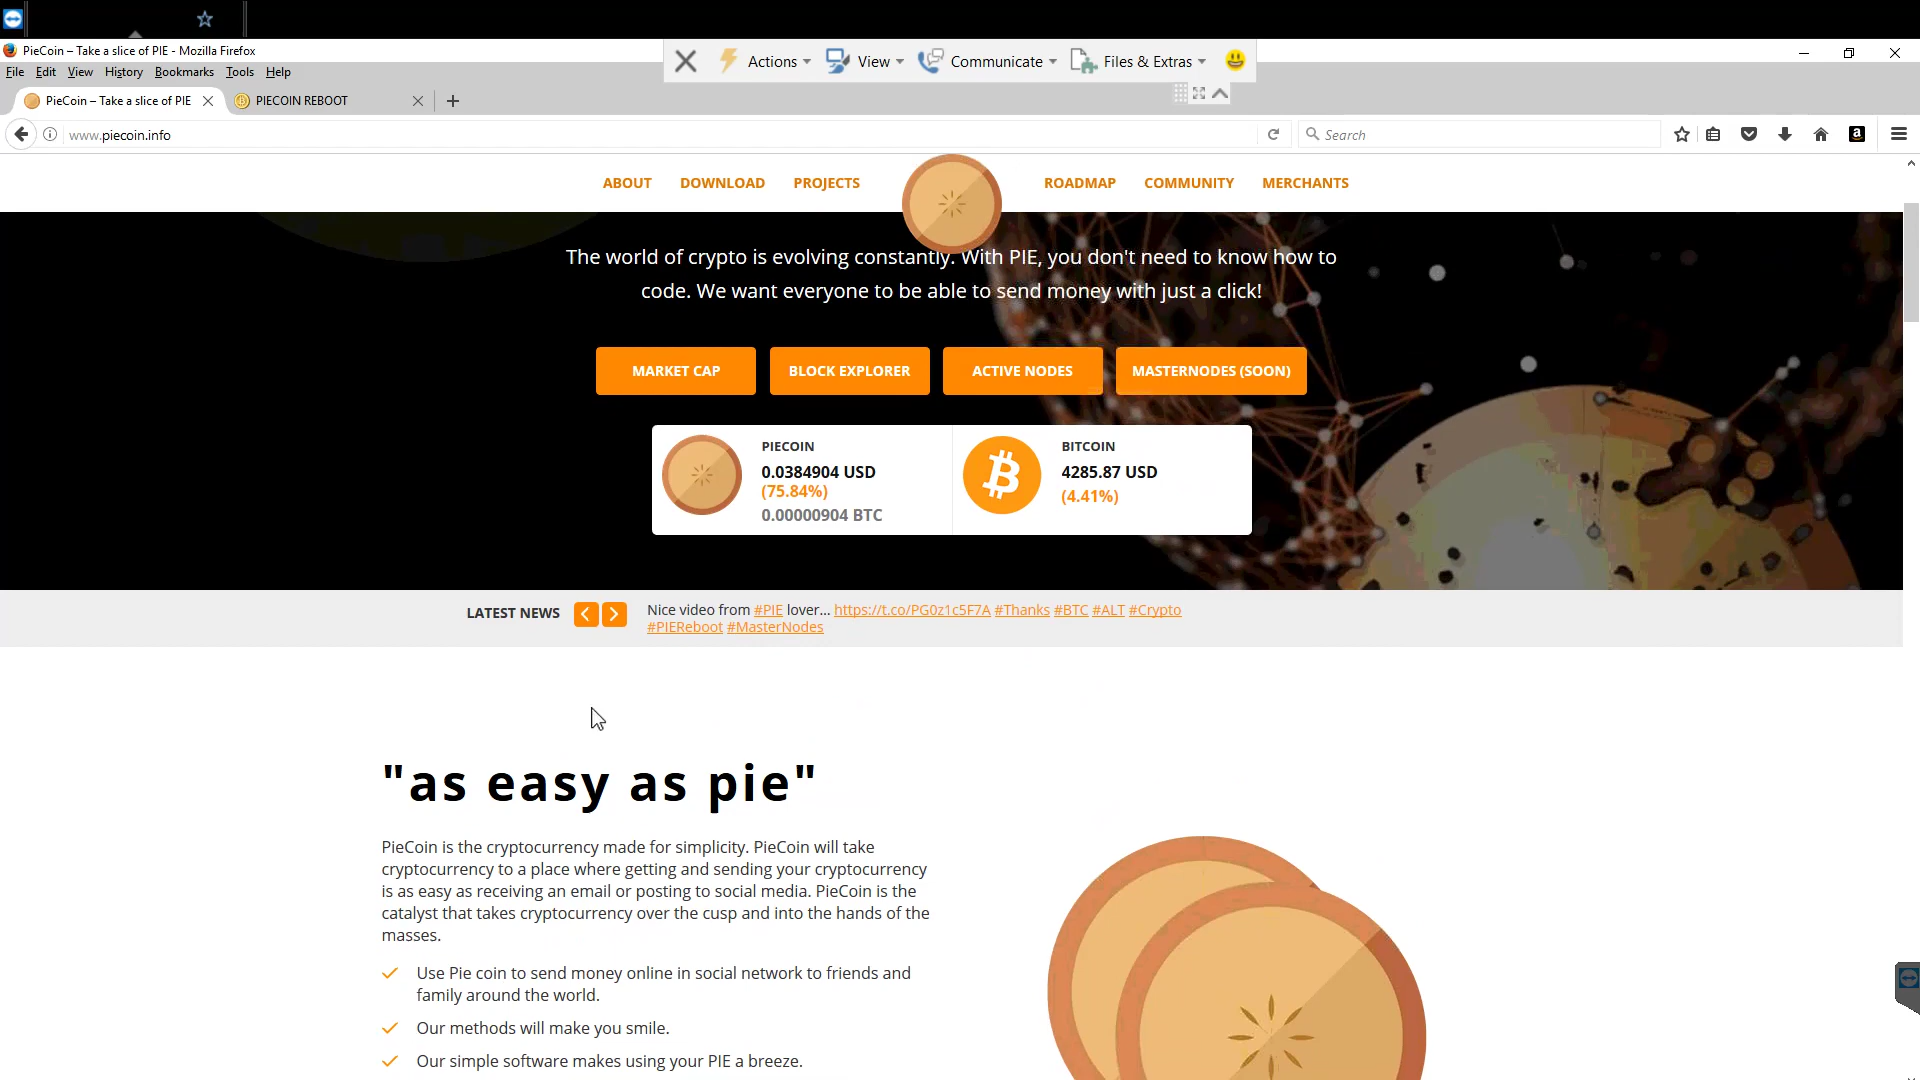 PieCoin – Take a slice of PIE - Mozilla Firefox
File Edit View History Bookmarks Tools Help
Actions View Communicate Files & Extras
PieCoin – Take a slice of PIE
PIECOIN REBOOT
www.piecoin.info
Search
ABOUT DOWNLOAD PROJECTS ROADMAP COMMUNITY MERCHANTS
The world of crypto is evolving constantly. With PIE, you don't need to know how to
code. We want everyone to be able to send money with just a click!
MARKET CAP
BLOCK EXPLORER
ACTIVE NODES
MASTERNODES (SOON)
PIECOIN
0.0384904 USD
(75.84%)
0.00000904 BTC
BITCOIN
4285.87 USD
(4.41%)
LATEST NEWS
Nice video from #PIE lover... https://t.co/PG0z1c5F7A #Thanks #BTC #ALT #Crypto
#PIEReboot #MasterNodes
"as easy as pie"
PieCoin is the cryptocurrency made for simplicity. PieCoin will take
cryptocurrency to a place where getting and sending your cryptocurrency
is as easy as receiving an email or posting to social media. PieCoin is the
catalyst that takes cryptocurrency over the cusp and into the hands of the
masses.
Use Pie coin to send money online in social network to friends and
family around the world.
Our methods will make you smile.
Our simple software makes using your PIE a breeze.